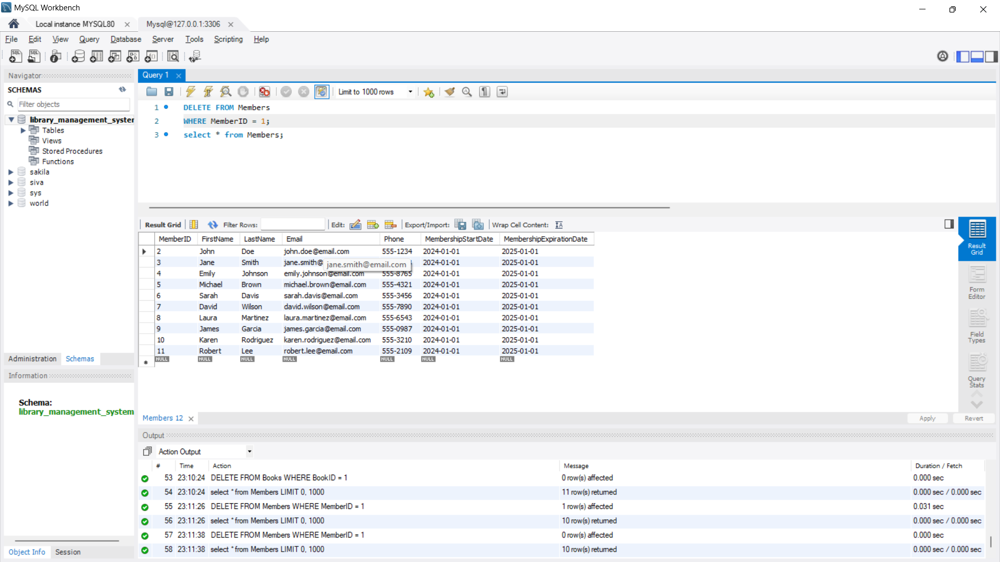 MySQL Workbench
Local instance MYSQL80
Mysql@127.0.0.1:3306
File Edit View Query Database Server Tools Scripting Help
Navigator
SCHEMAS
Filter objects
library_management_syster
Tables
Views
Stored Procedures
Functions
sakila
siva
sys
world
Administration Schemas
Information
Schema:
library_management_system
Object Info Session
Query 1
Limit to 1000 rows
1 DELETE FROM Members
2 WHERE MemberID = 1;
3 select * from Members;
Result Grid Filter Rows: Edit: Export/Import: Wrap Cell Content:
MemberID FirstName LastName Email Phone MembershipStartDate MembershipExpirationDate
2 John Doe john.doe@email.com 555-1234 2024-01-01 2025-01-01
3 Jane Smith jane.smith@ 2024-01-01 2025-01-01
jane.smith@email.com
4 Emily Johnson emily.johnson@email.com 555-8765 2024-01-01 2025-01-01
5 Michael Brown michael.brown@email.com 555-4321 2024-01-01 2025-01-01
6 Sarah Davis sarah.davis@email.com 555-3456 2024-01-01 2025-01-01
7 David Wilson david.wilson@email.com 555-7890 2024-01-01 2025-01-01
8 Laura Martinez laura.martinez@email.com 555-6543 2024-01-01 2025-01-01
9 James Garcia james.garcia@email.com 555-0987 2024-01-01 2025-01-01
10 Karen Rodriguez karen.rodriguez@email.com 555-3210 2024-01-01 2025-01-01
11 Robert Lee robert.lee@email.com 555-2109 2024-01-01 2025-01-01
NULL NULL NULL NULL NULL NULL NULL
Result
Grid
Form
Editor
Field
Types
Query
Stats
Members 12
Apply Revert
Output
Action Output
# Time Action Message Duration / Fetch
53 23:10:24 DELETE FROM Books WHERE BookID = 1 0 row(s) affected 0.000 sec
54 23:10:24 select * from Members LIMIT 0, 1000 11 row(s) returned 0.000 sec / 0.000 sec
55 23:11:26 DELETE FROM Members WHERE MemberID = 1 1 row(s) affected 0.031 sec
56 23:11:26 select * from Members LIMIT 0, 1000 10 row(s) returned 0.000 sec / 0.000 sec
57 23:11:38 DELETE FROM Members WHERE MemberID = 1 0 row(s) affected 0.000 sec
58 23:11:38 select * from Members LIMIT 0, 1000 10 row(s) returned 0.000 sec / 0.000 sec